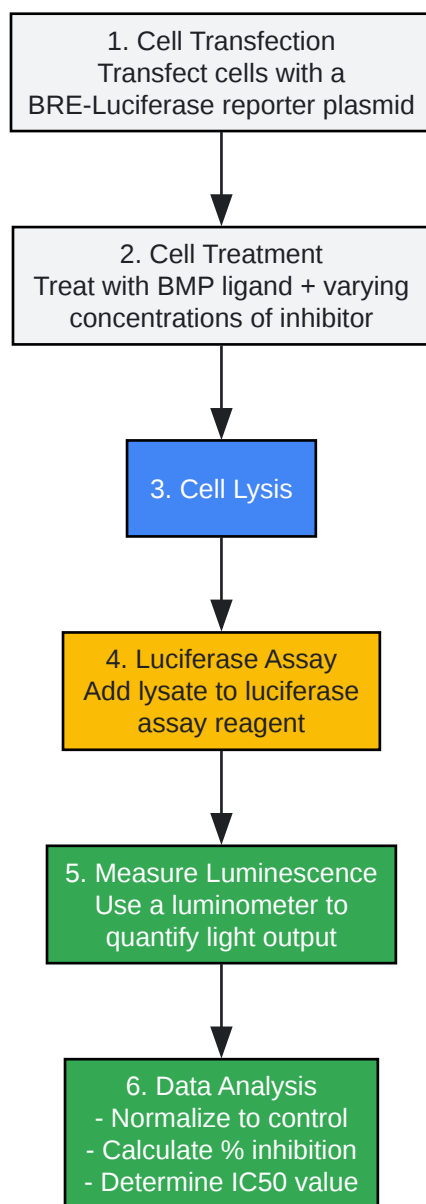 1. Cell Transfection
Transfect cells with a
BRE-Luciferase reporter plasmid
2. Cell Treatment
Treat with BMP ligand + varying
concentrations of inhibitor
3. Cell Lysis
4. Luciferase Assay
Add lysate to luciferase
assay reagent
5. Measure Luminescence
Use a luminometer to
quantify light output
6. Data Analysis
- Normalize to control
- Calculate % inhibition
- Determine IC50 value